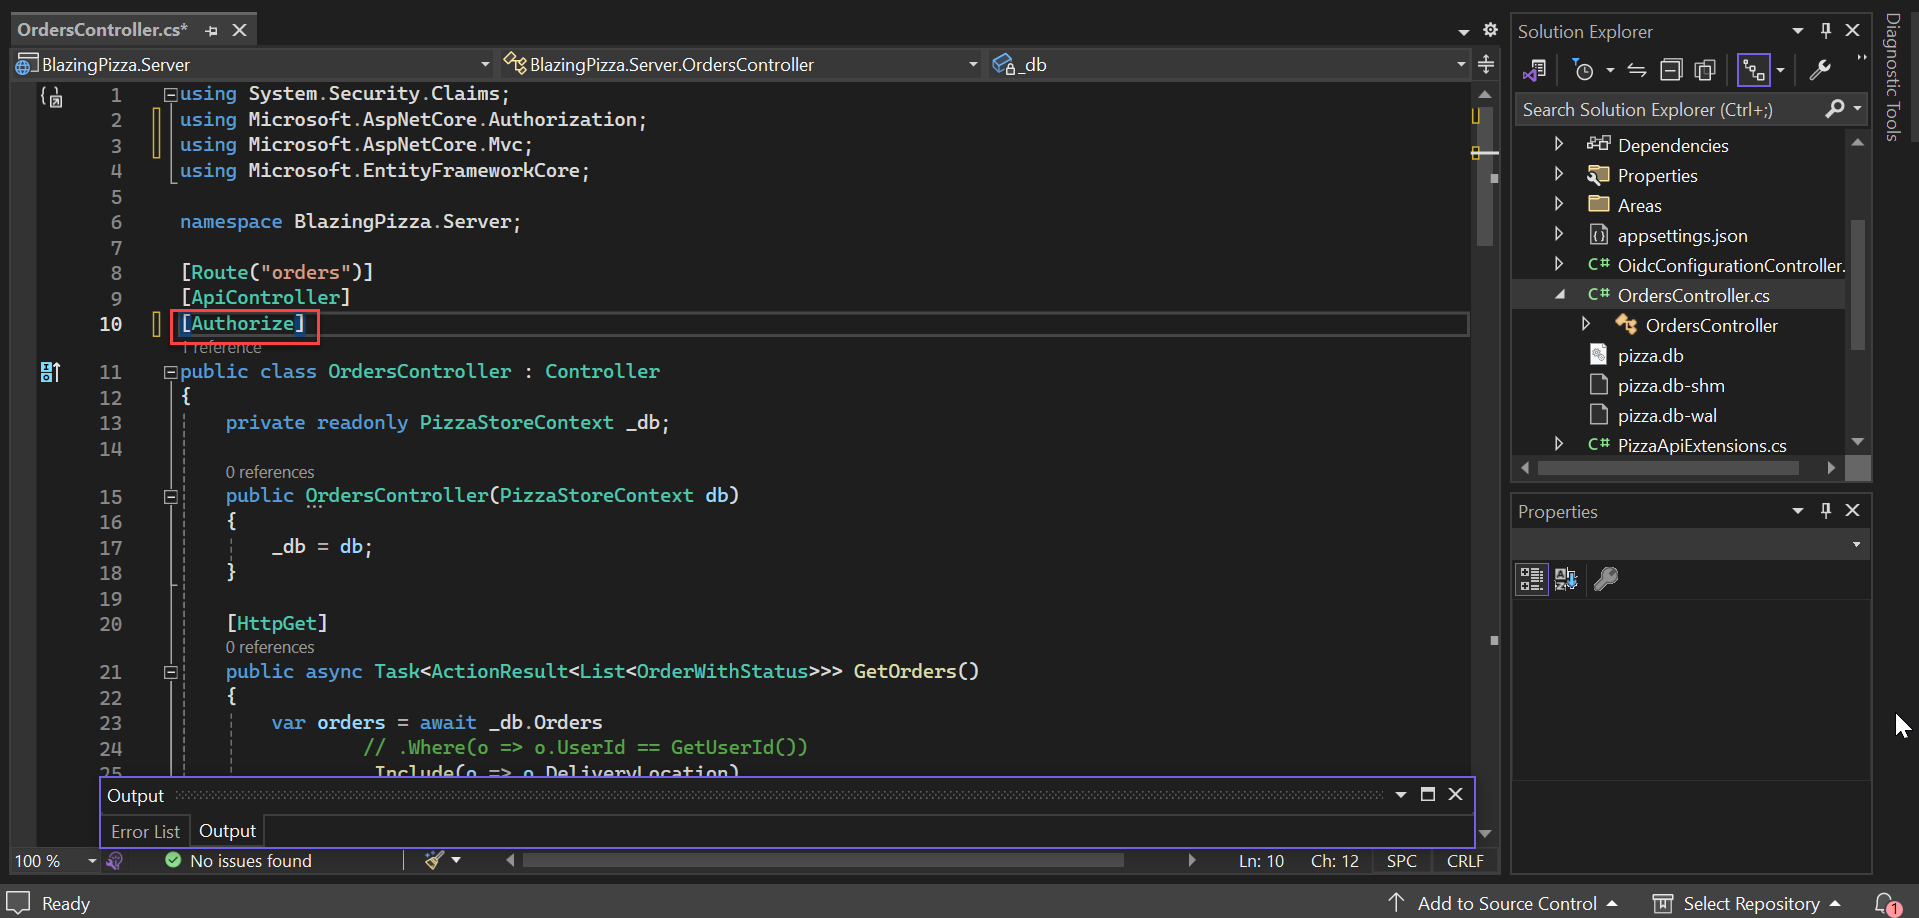 OrdersController.cs*
BlazingPizza.Server
BlazingPizza.Server.OrdersController
_db
1 using System.Security.Claims;
2 using Microsoft.AspNetCore.Authorization;
3 using Microsoft.AspNetCore.Mvc;
4 using Microsoft.EntityFrameworkCore;
5
6 namespace BlazingPizza.Server;
7
8 [Route("orders")]
9 [ApiController]
10 [Authorize]
1 reference
11 public class OrdersController : Controller
12 {
13 private readonly PizzaStoreContext _db;
14
0 references
15 public OrdersController(PizzaStoreContext db)
16 {
17 _db = db;
18 }
19
20 [HttpGet]
0 references
21 public async Task<ActionResult<List<OrderWithStatus>>> GetOrders()
22 {
23 var orders = await _db.Orders
24 // .Where(o => o.UserId == GetUserId())
25 .Include(o => o.DeliveryLocation)
Output
Error List
Output
100 %
No issues found
Ln: 10
Ch: 12
SPC
CRLF
Solution Explorer
Search Solution Explorer (Ctrl+;)
Dependencies
Properties
Areas
appsettings.json
C# OidcConfigurationController.
C# OrdersController.cs
OrdersController
pizza.db
pizza.db-shm
pizza.db-wal
C# PizzaApiExtensions.cs
Properties
Diagnostic Tools
Ready
Add to Source Control
Select Repository
1